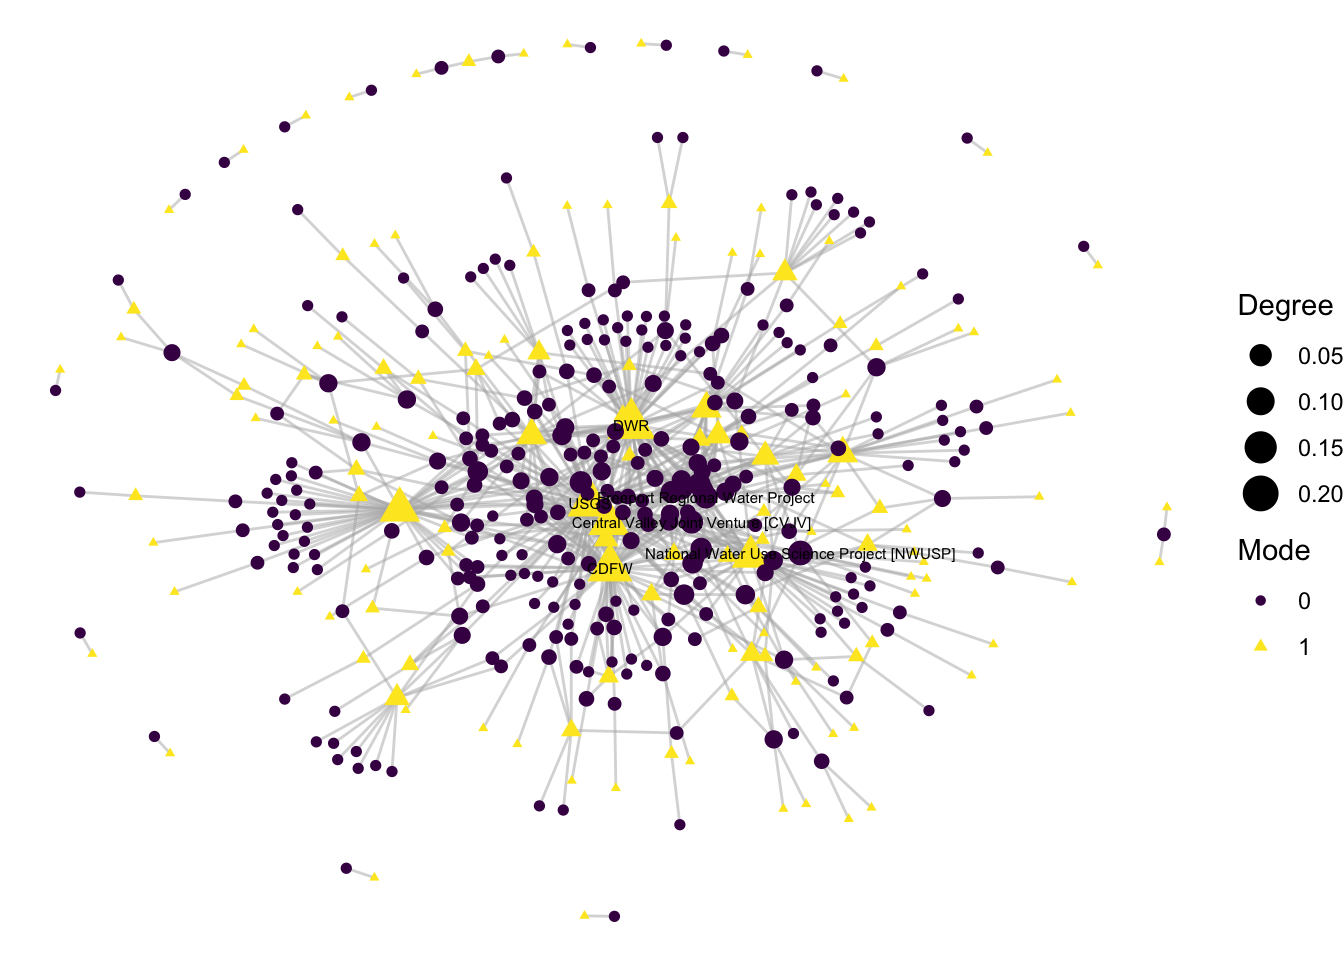 DWR
Freeport Regional Water Project
USGS
Central Valley Joint Venture [CVJV]
National Water Use Science Project [NWUSP]
CDFW
Degree
0.05
0.10
0.15
0.20
Mode
0
1